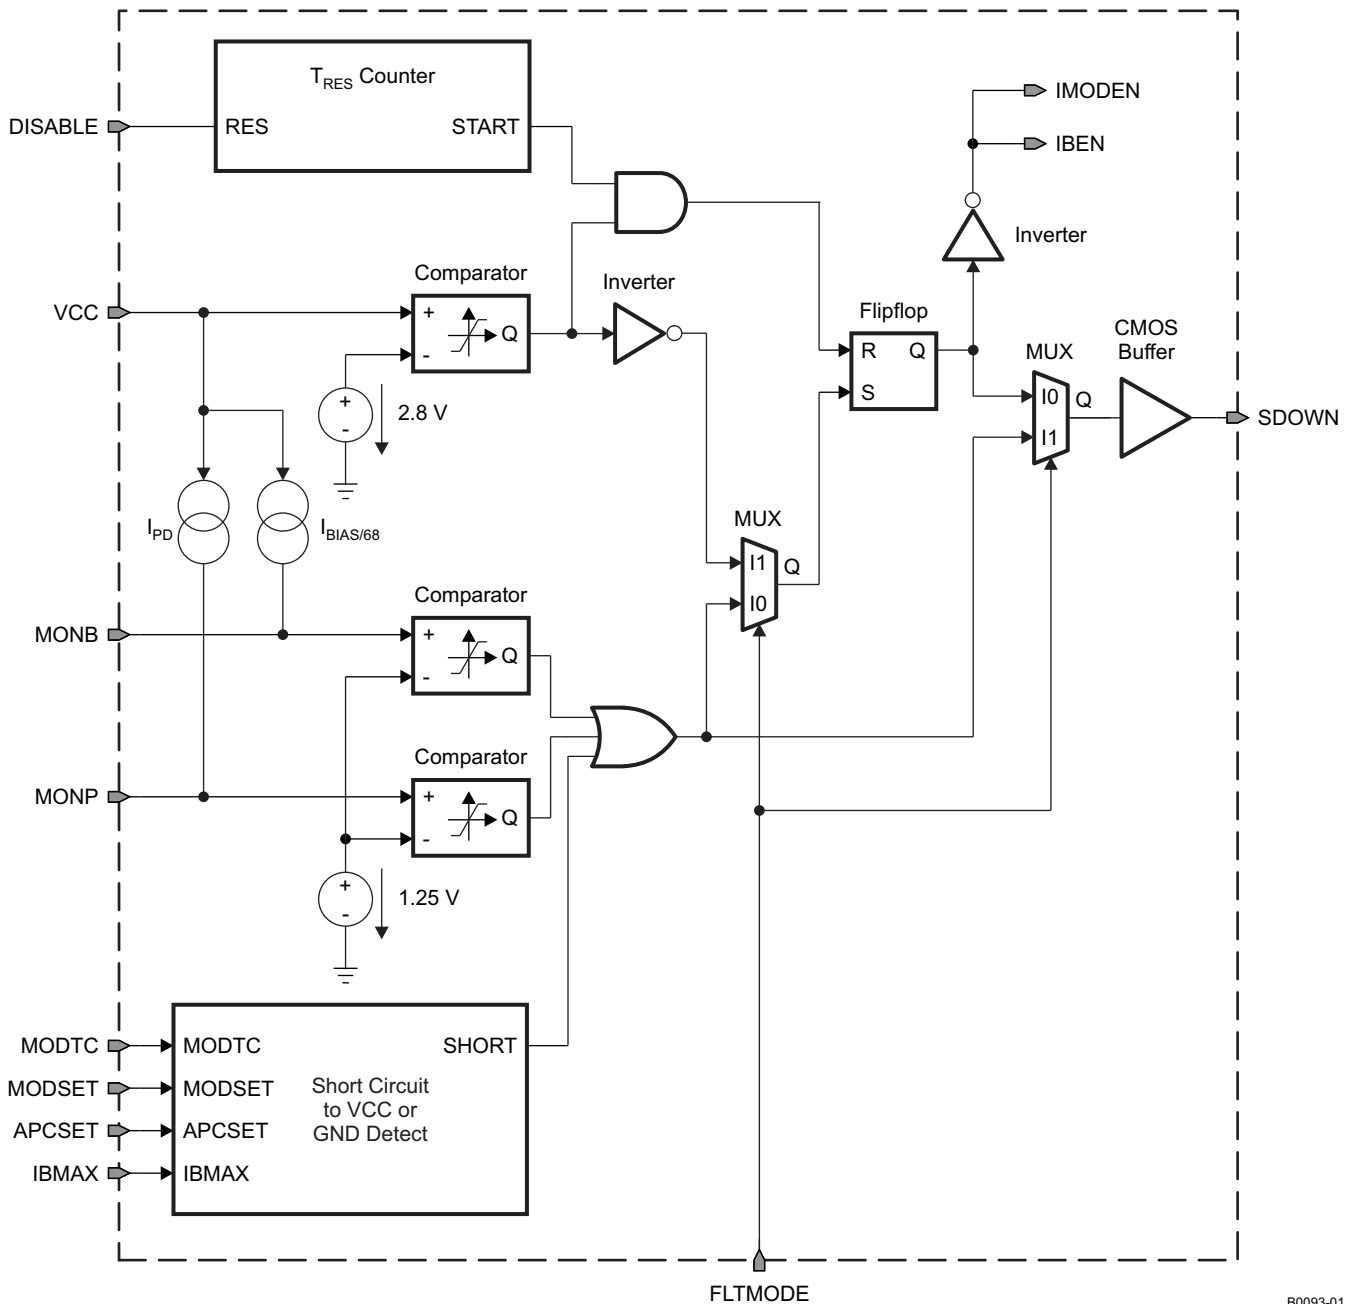 T_RES Counter
DISABLE
RES
START
IMODEN
IBEN
Inverter
VCC
Comparator
+
-
Q
2.8 V
+
-
Inverter
Flipflop
R
S
Q
MUX
I0
I1
Q
CMOS
Buffer
SDOWN
I_PD
I_BIAS/68
MUX
I1
I0
Q
MONB
Comparator
+
-
Q
MONP
Comparator
+
-
Q
1.25 V
+
-
MODTC
MODSET
APCSET
IBMAX
MODTC
MODSET
APCSET
IBMAX
SHORT
Short Circuit
to VCC or
GND Detect
FLTMODE
B0093-01